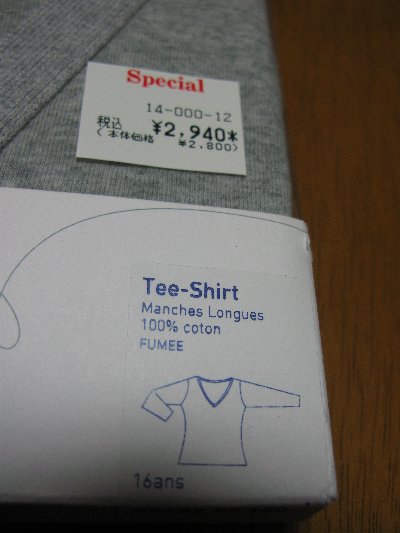 Special
14-000-12
税込 ¥2,940*
(本体価格 ¥2,800)
Tee-Shirt
Manches Longues
100% coton
FUMEE
16ans